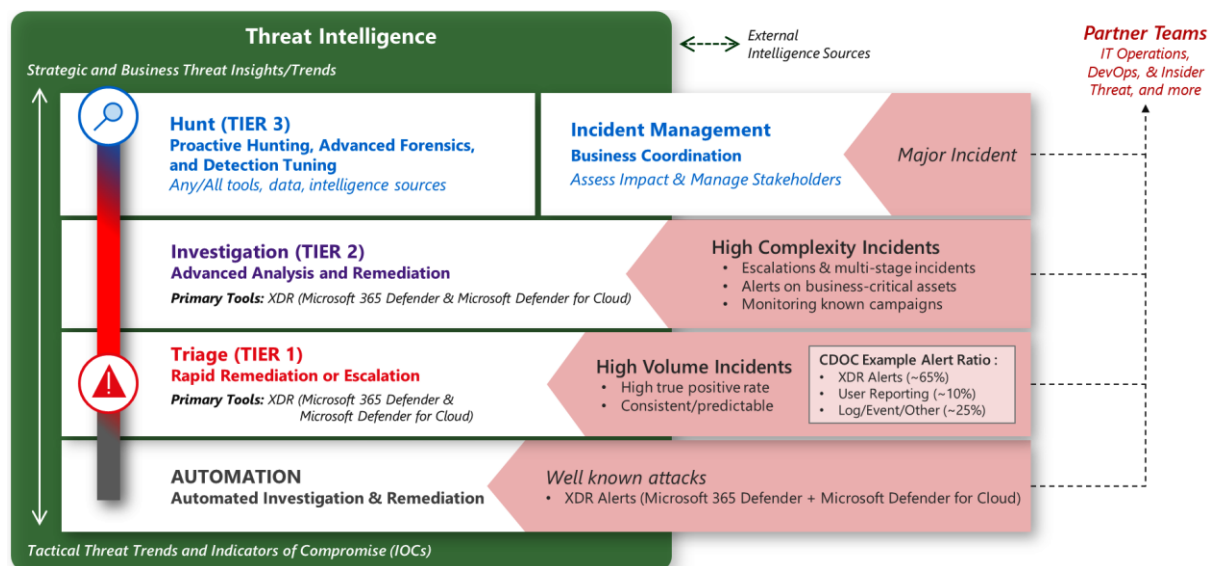 Threat Intelligence
Strategic and Business Threat Insights/Trends
External
Intelligence Sources
Partner Teams
IT Operations,
DevOps, & Insider
Threat, and more
Hunt (TIER 3)
Proactive Hunting, Advanced Forensics,
and Detection Tuning
Any/All tools, data, intelligence sources
Incident Management
Business Coordination
Assess Impact & Manage Stakeholders
Major Incident
Investigation (TIER 2)
Advanced Analysis and Remediation
Primary Tools: XDR (Microsoft 365 Defender & Microsoft Defender for Cloud)
High Complexity Incidents
• Escalations & multi-stage incidents
• Alerts on business-critical assets
• Monitoring known campaigns
Triage (TIER 1)
Rapid Remediation or Escalation
Primary Tools: XDR (Microsoft 365 Defender &
Microsoft Defender for Cloud)
High Volume Incidents
• High true positive rate
• Consistent/predictable
CDOC Example Alert Ratio :
• XDR Alerts (~65%)
• User Reporting (~10%)
• Log/Event/Other (~25%)
AUTOMATION
Automated Investigation & Remediation
Well known attacks
• XDR Alerts (Microsoft 365 Defender + Microsoft Defender for Cloud)
Tactical Threat Trends and Indicators of Compromise (IOCs)